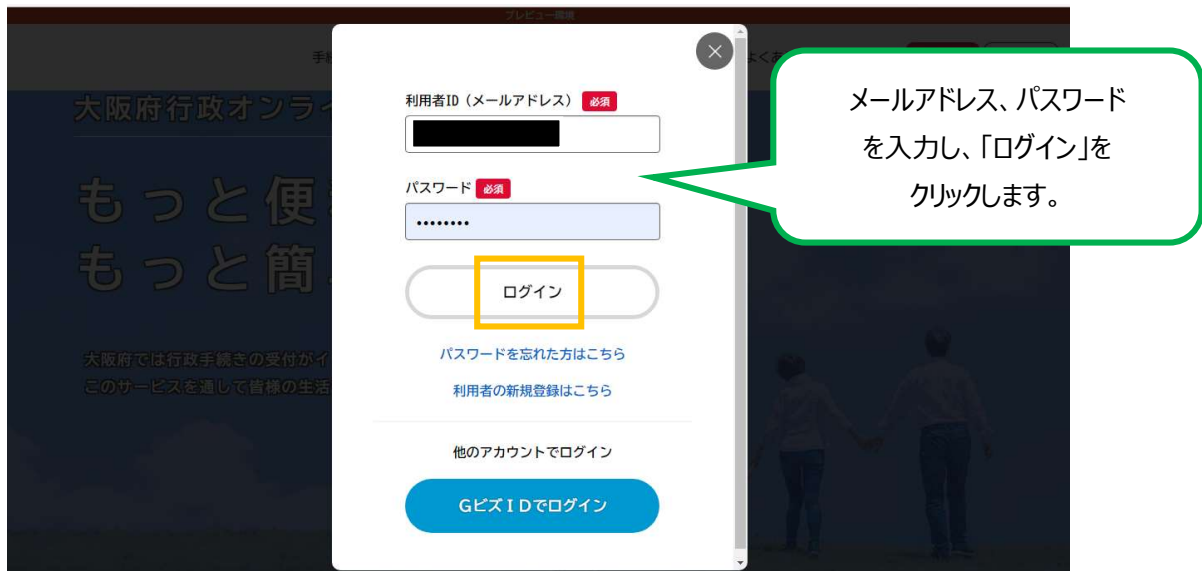 プレビュー環境
手続
よくあ
大阪府行政オンライ
もっと便
もっと簡
大阪府では行政手続きの受付がイ
このサービスを通して皆様の生活
利用者ID（メールアドレス） 必須
パスワード 必須
ログイン
パスワードを忘れた方はこちら
利用者の新規登録はこちら
他のアカウントでログイン
GビズIDでログイン
メールアドレス、パスワード
を入力し、「ログイン」を
クリックします。